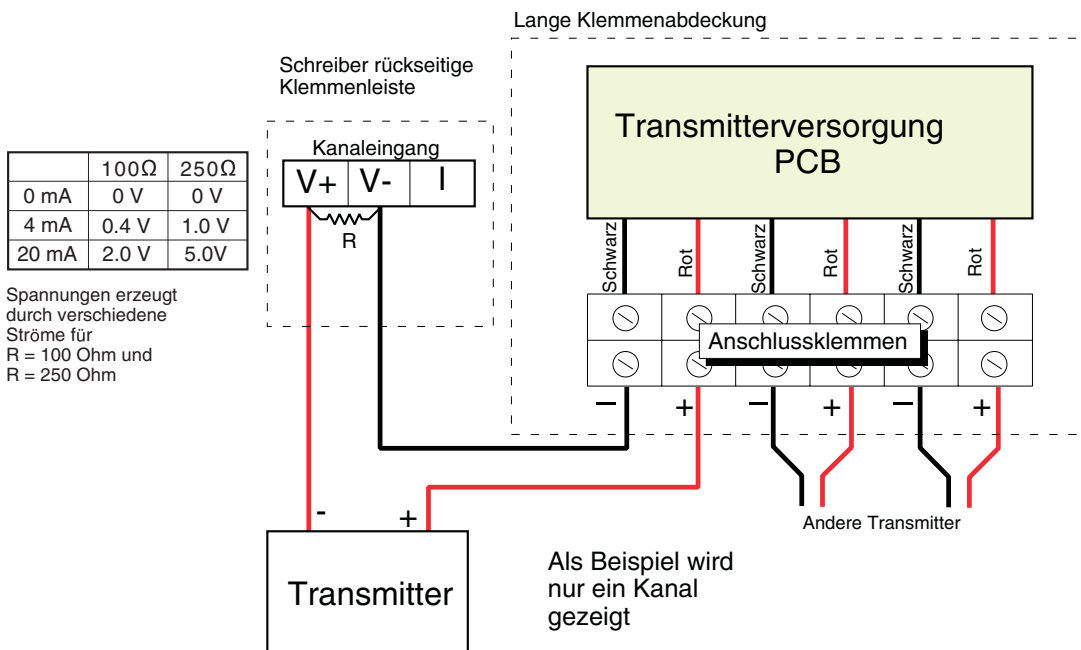 Lange Klemmenabdeckung
Schreiber rückseitige
Klemmenleiste
Kanaleingang
V+ V- I
R
100Ω 250Ω
0 mA 0 V 0 V
4 mA 0.4 V 1.0 V
20 mA 2.0 V 5.0V
Spannungen erzeugt
durch verschiedene
Ströme für
R = 100 Ohm und
R = 250 Ohm
Transmitterversorgung
PCB
Schwarz Rot Schwarz Rot Schwarz Rot
Anschlussklemmen
− + − + − +
Andere Transmitter
- +
Transmitter
Als Beispiel wird
nur ein Kanal
gezeigt